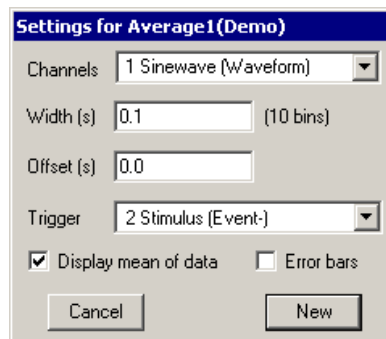 Settings for Average1(Demo)
Channels 1 Sinewave (Waveform)
Width (s) 0.1 (10 bins)
Offset (s) 0.0
Trigger 2 Stimulus (Event-)
Display mean of data Error bars
Cancel New